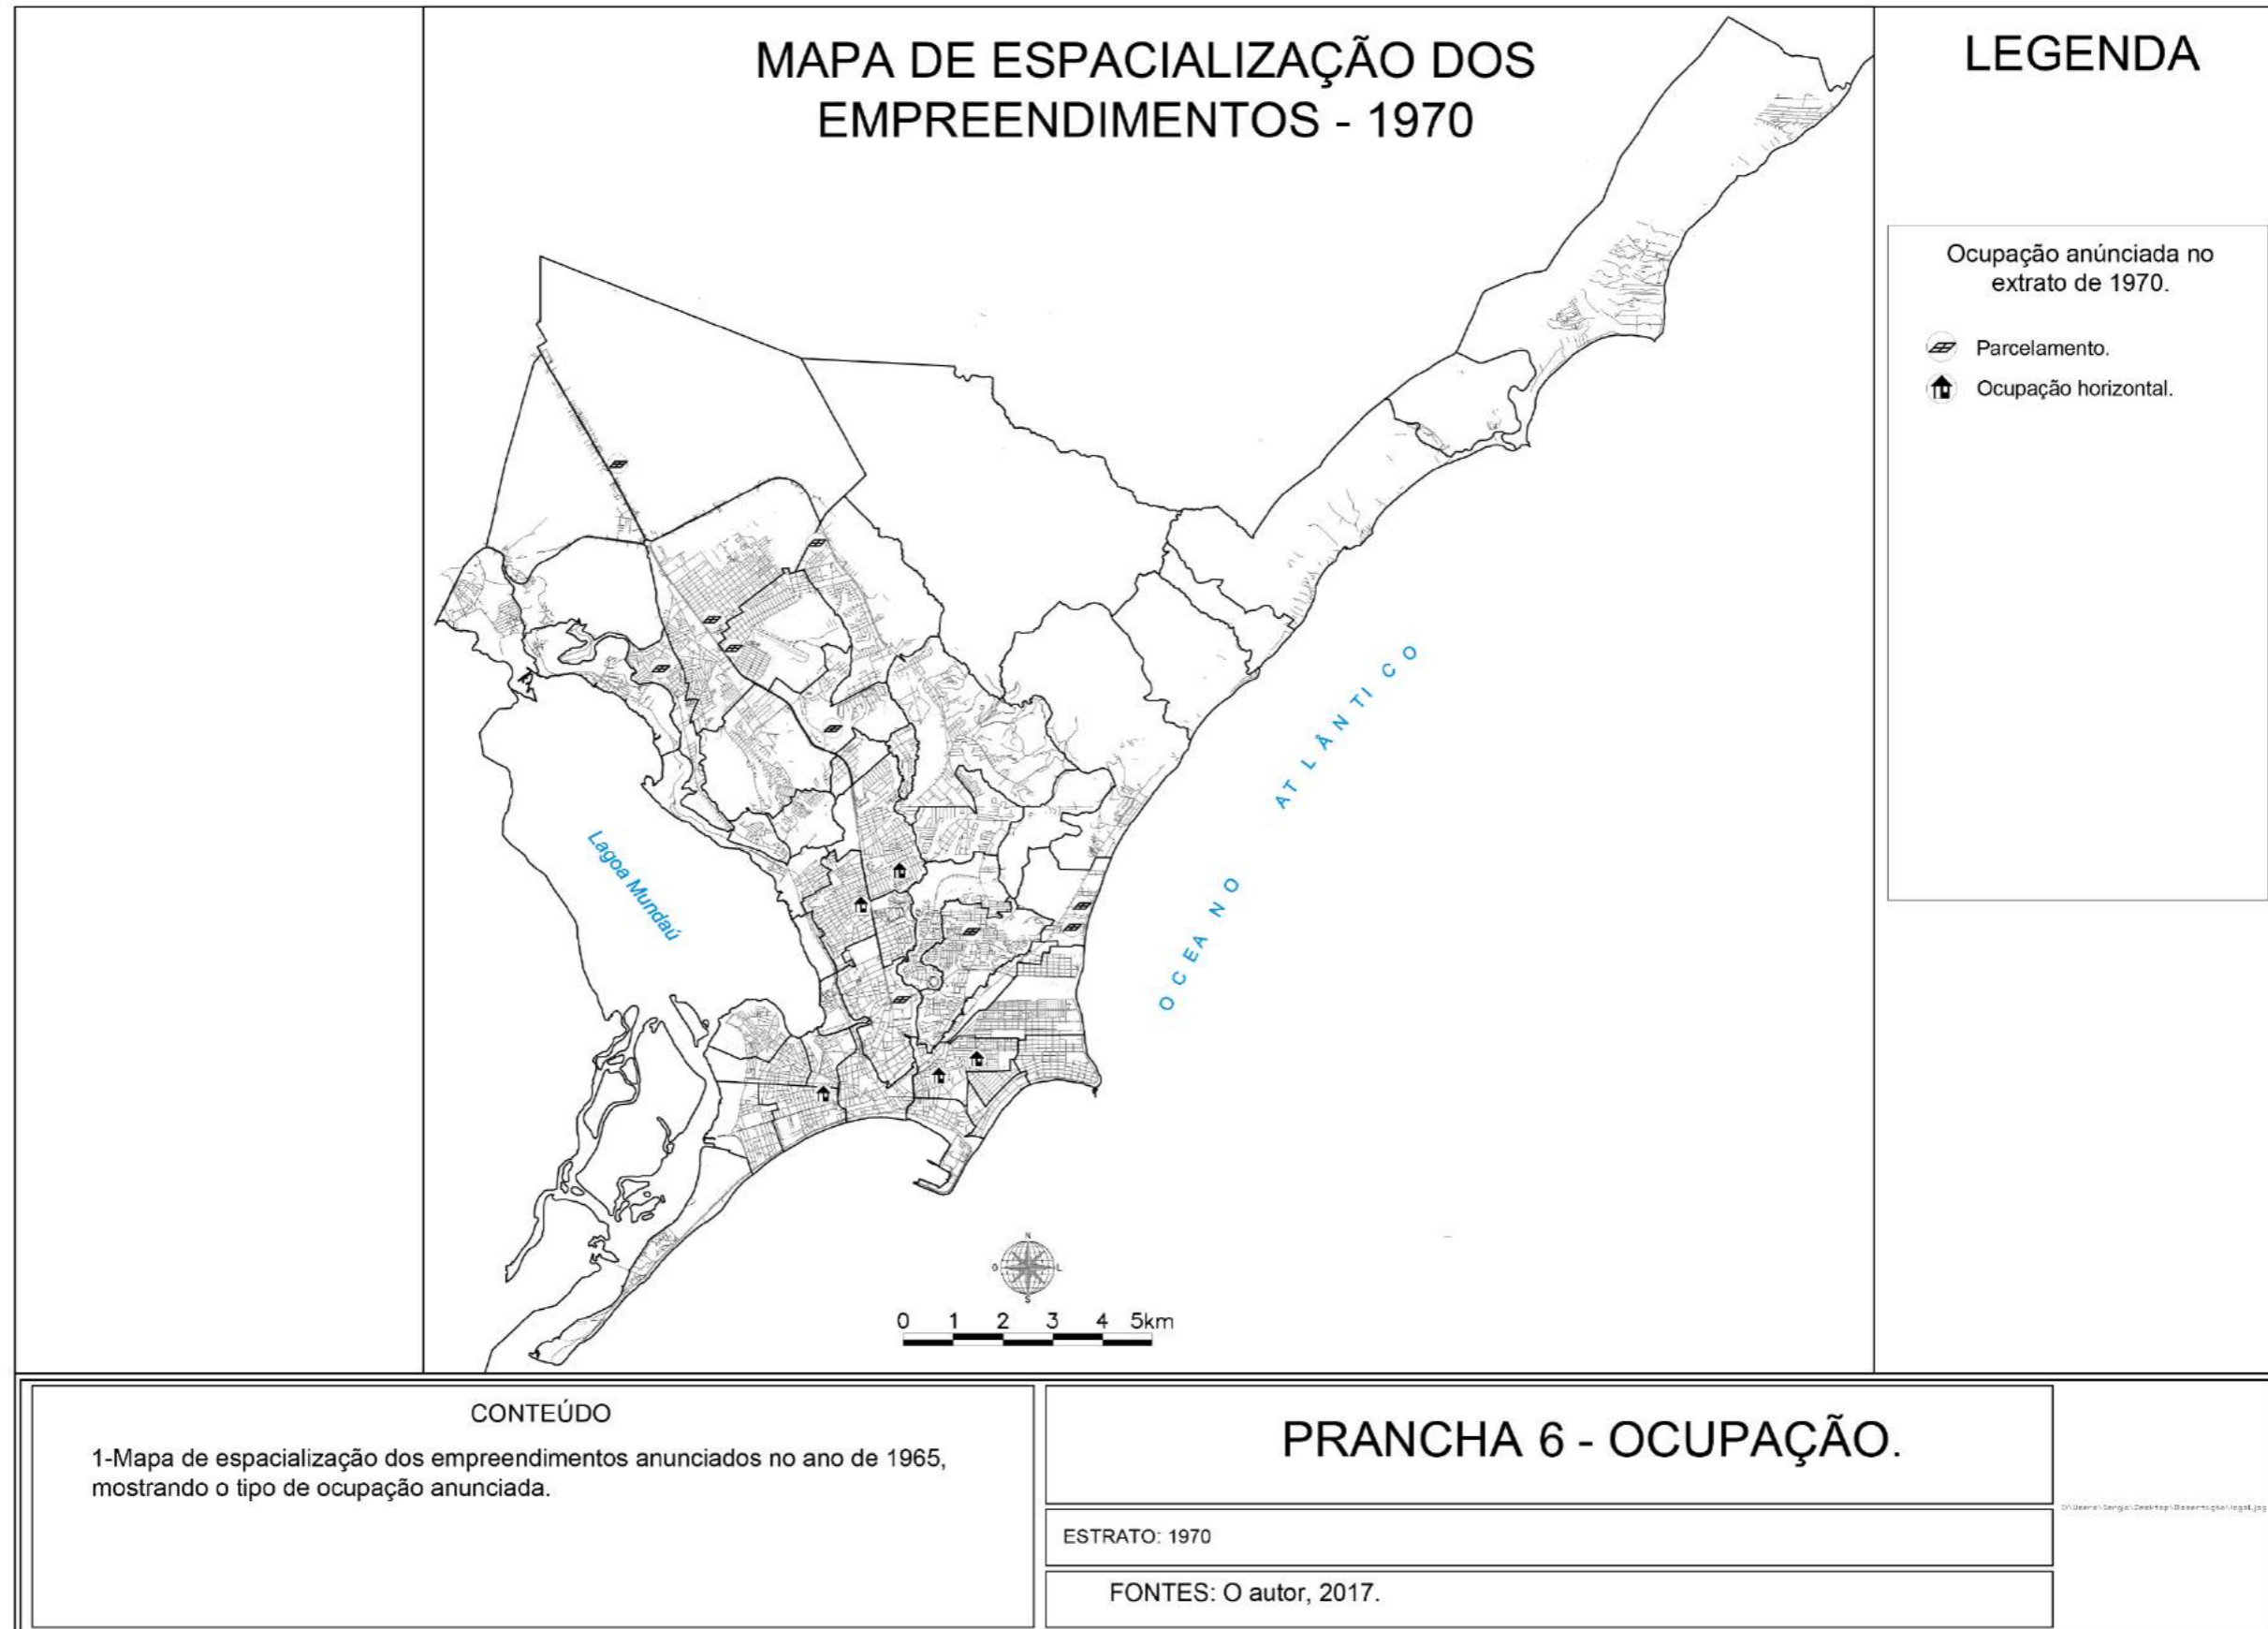 MAPA DE ESPACIALIZAÇÃO DOS
EMPREENDIMENTOS - 1970
LEGENDA
Ocupação anúnciada no
extrato de 1970.
Parcelamento.
Ocupação horizontal.
OCEANO ATLÂNTICO
Lagoa Mundaú
N
O L
S
0 1 2 3 4 5km
CONTEÚDO
1-Mapa de espacialização dos empreendimentos anunciados no ano de 1965,
mostrando o tipo de ocupação anunciada.
PRANCHA 6 - OCUPAÇÃO.
ESTRATO: 1970
FONTES: O autor, 2017.